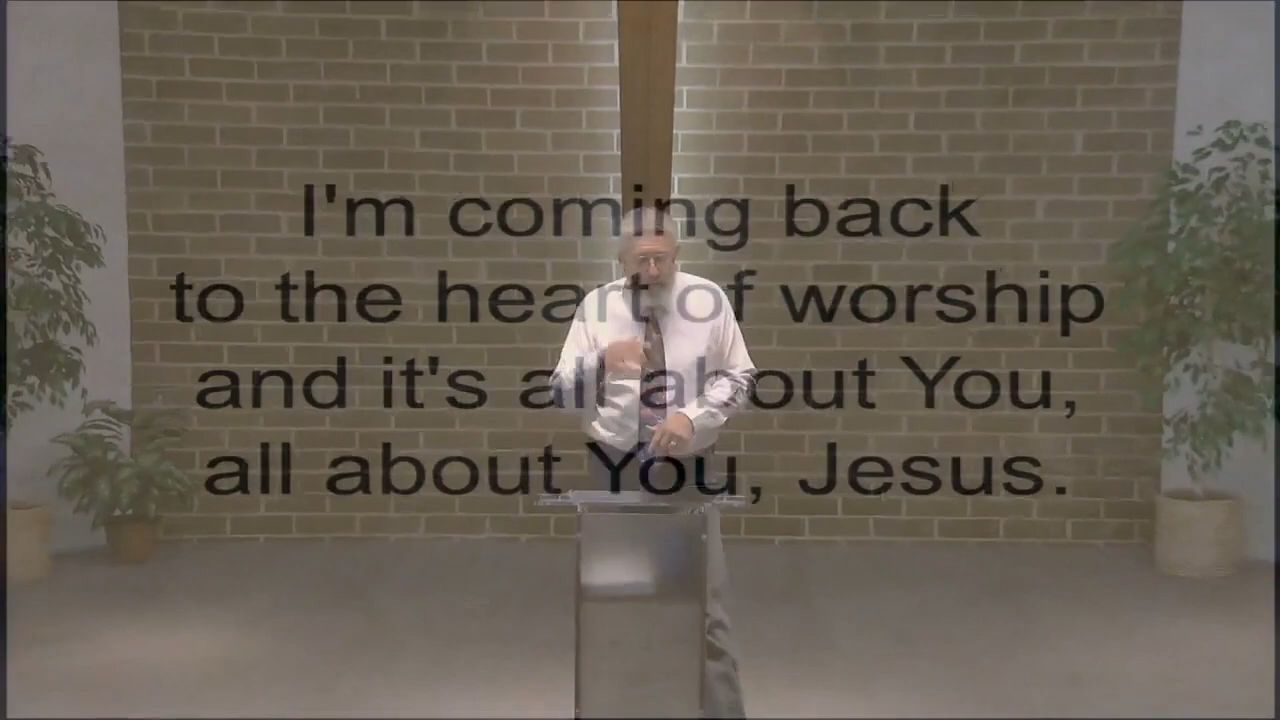 I'm coming back
to the heart of worship
and it's all about You,
all about You, Jesus.